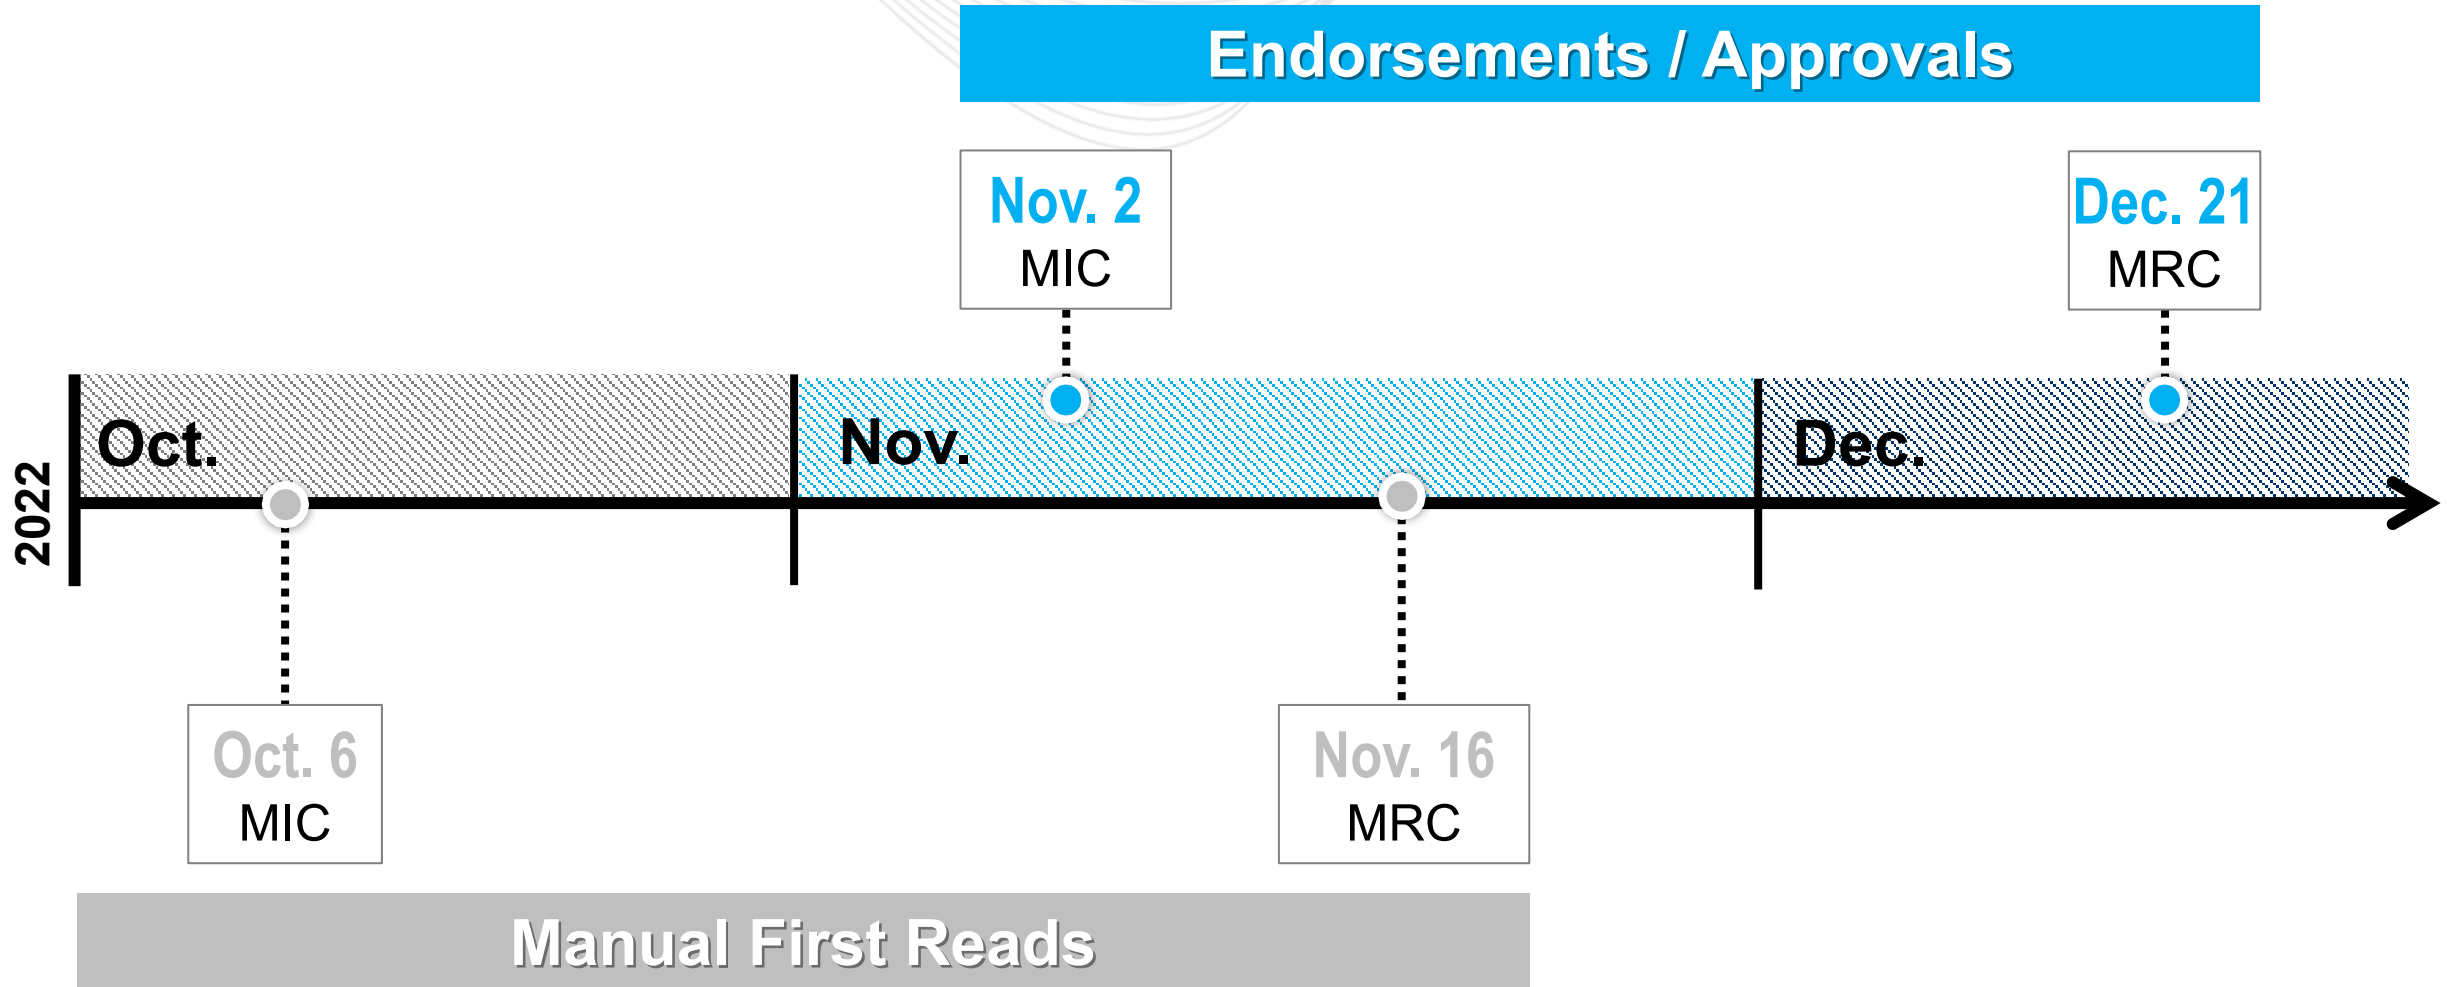 Endorsements / Approvals
Nov. 2
MIC
Dec. 21
MRC
2022
Oct.
Nov.
Dec.
Oct. 6
MIC
Nov. 16
MRC
Manual First Reads